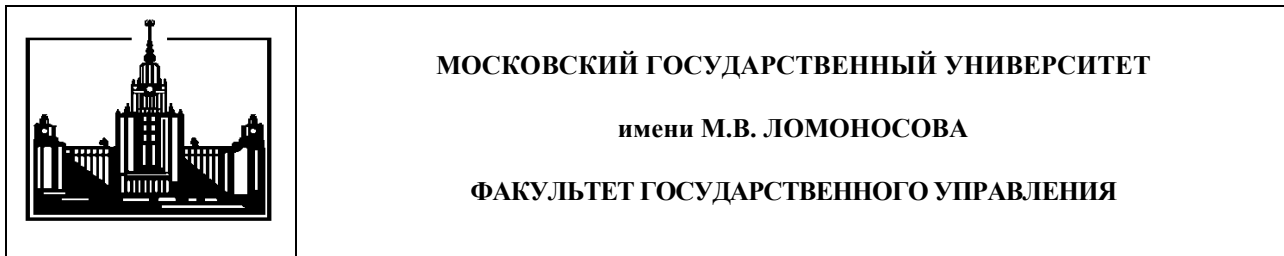 МОСКОВСКИЙ ГОСУДАРСТВЕННЫЙ УНИВЕРСИТЕТ
имени М.В. ЛОМОНОСОВА
ФАКУЛЬТЕТ ГОСУДАРСТВЕННОГО УПРАВЛЕНИЯ